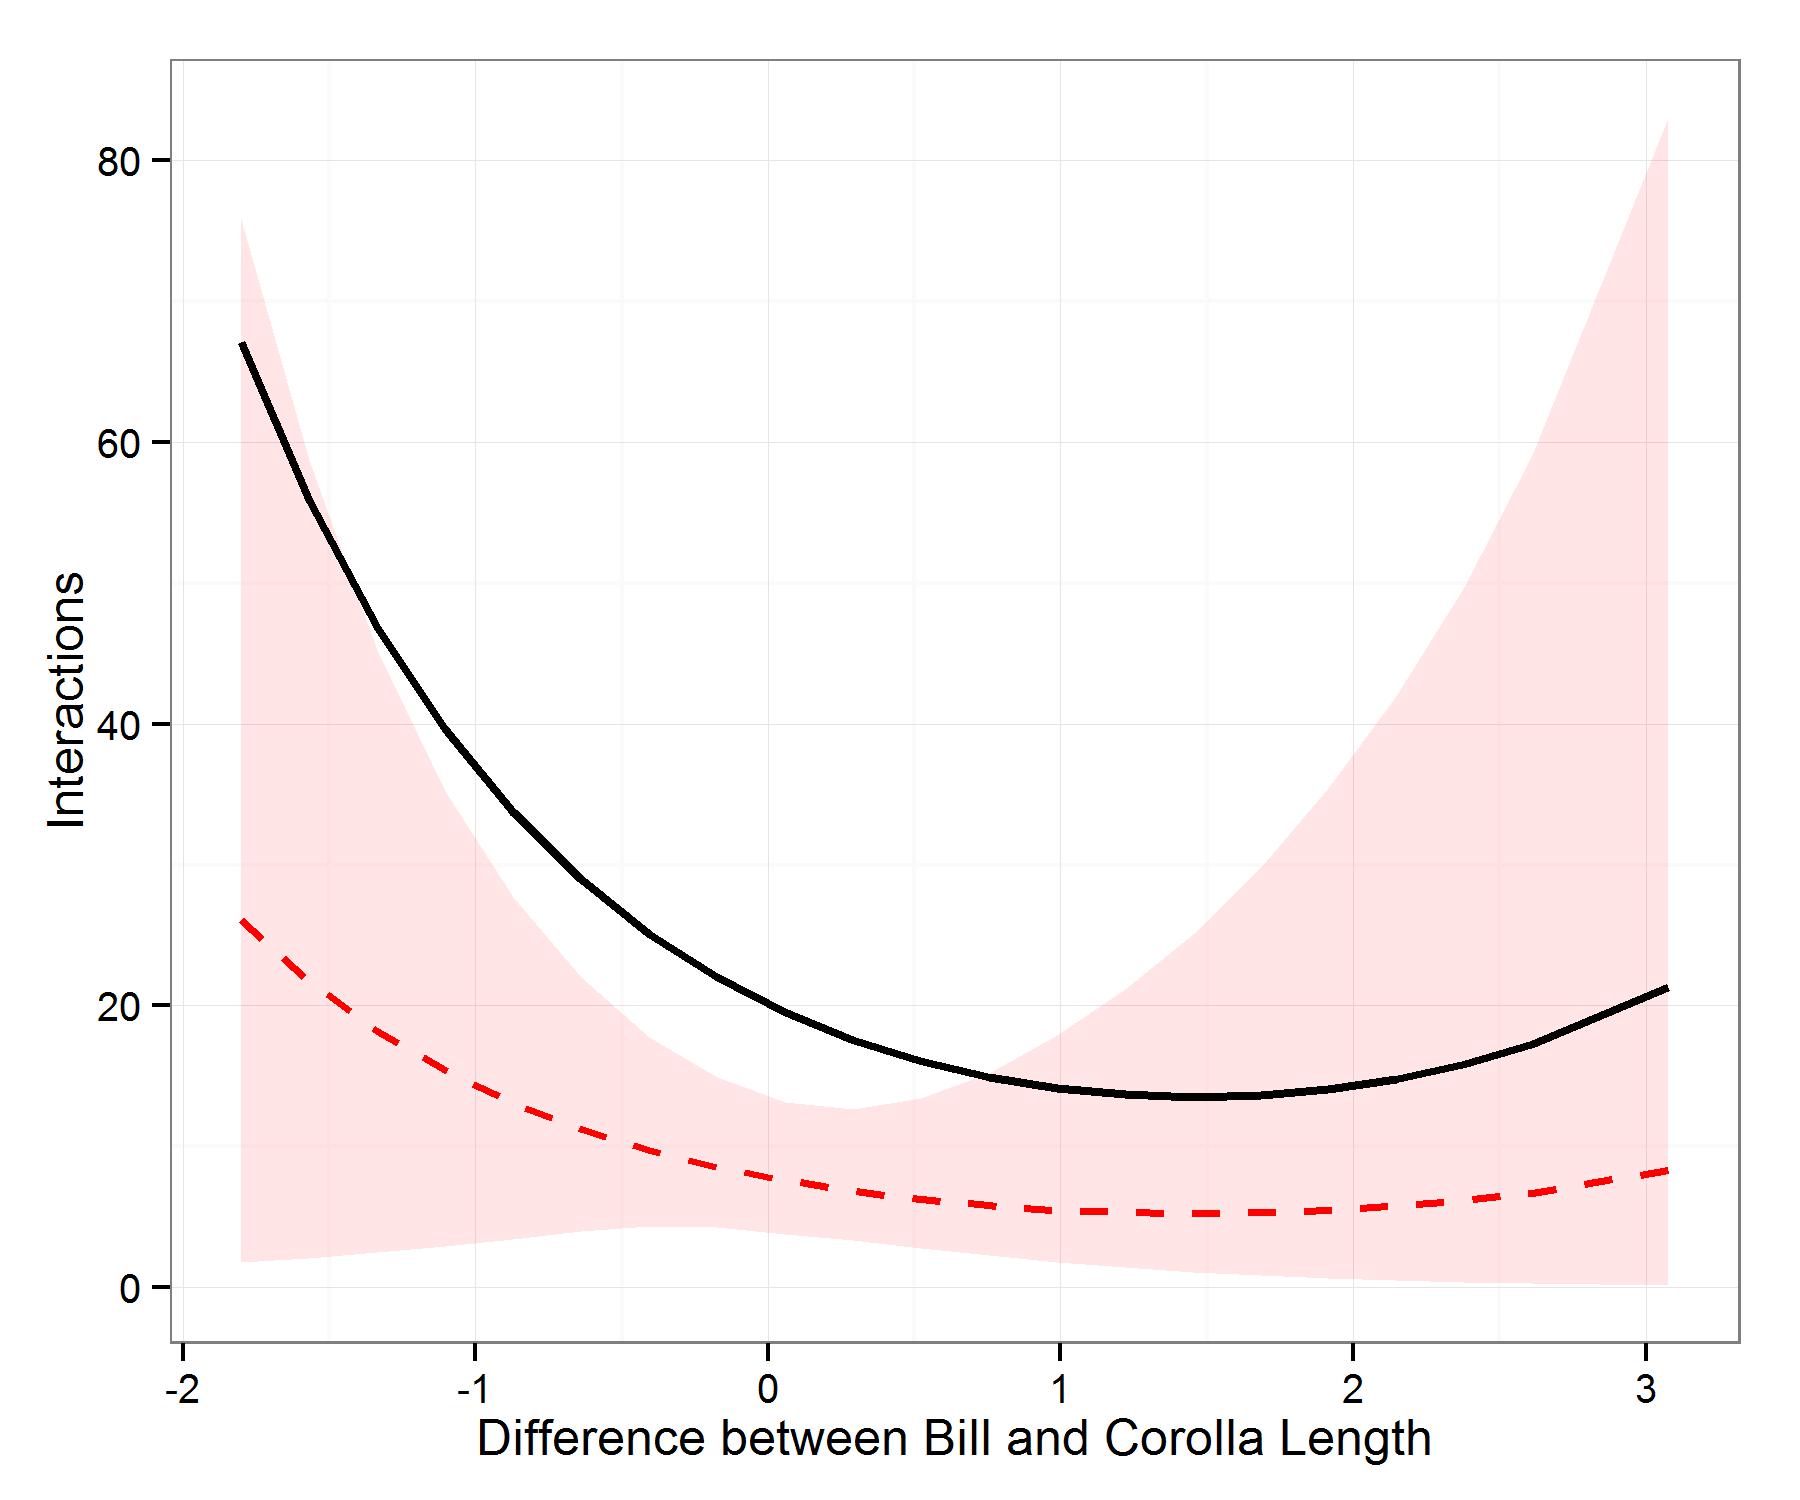 Interactions
80
60
40
20
0
-2 -1 0 1 2 3
Difference between Bill and Corolla Length